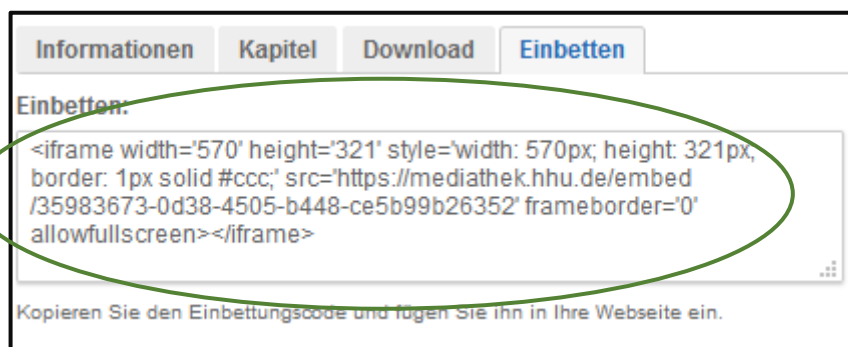 Informationen Kapitel Download Einbetten
Einbetten:
<iframe width='570' height='321' style='width: 570px; height: 321px;
border: 1px solid #ccc;' src='https://mediathek.hhu.de/embed
/35983673-0d38-4505-b448-ce5b99b26352' frameborder='0'
allowfullscreen></iframe>
Kopieren Sie den Einbettungscode und fügen Sie ihn in Ihre Webseite ein.